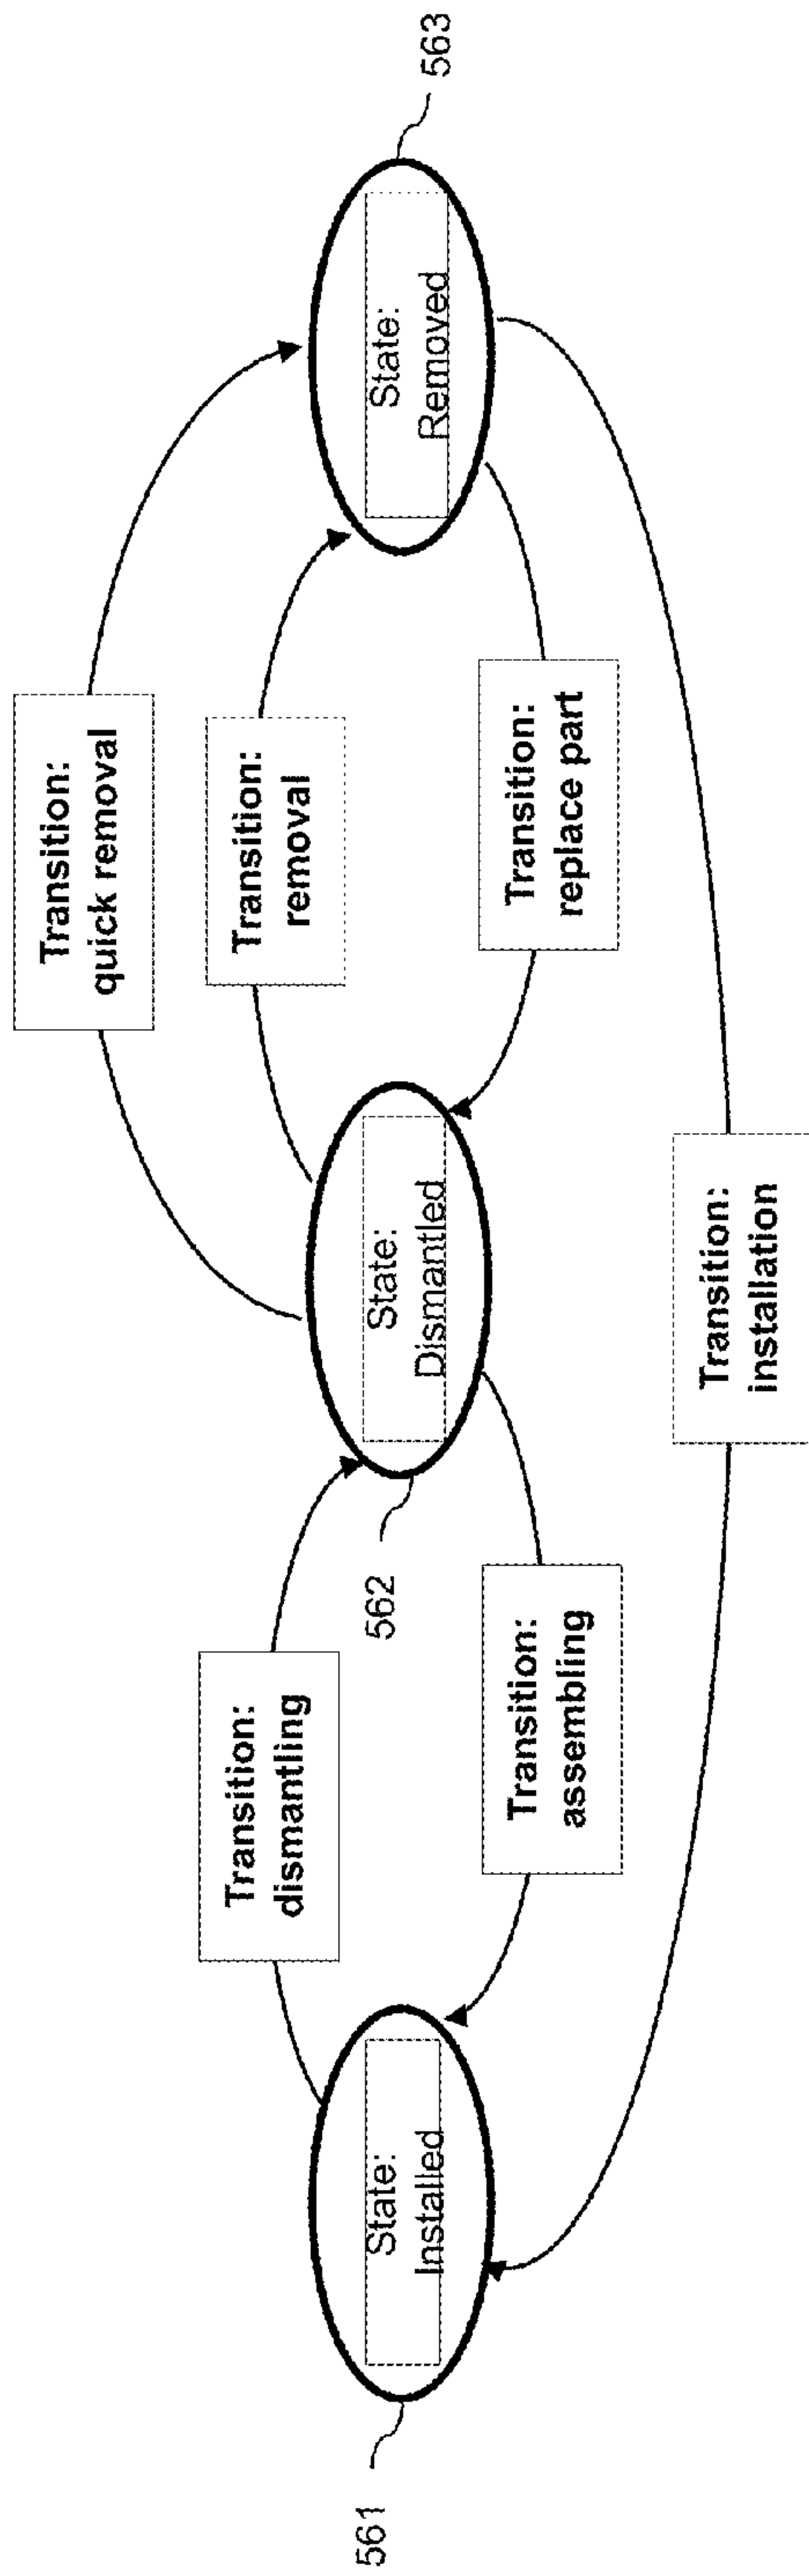 Transition:
quick removal
Transition:
dismantling
Transition:
removal
561
State:
Installed
562
State:
Dismantled
State:
Removed
563
Transition:
assembling
Transition:
replace part
Transition:
installation